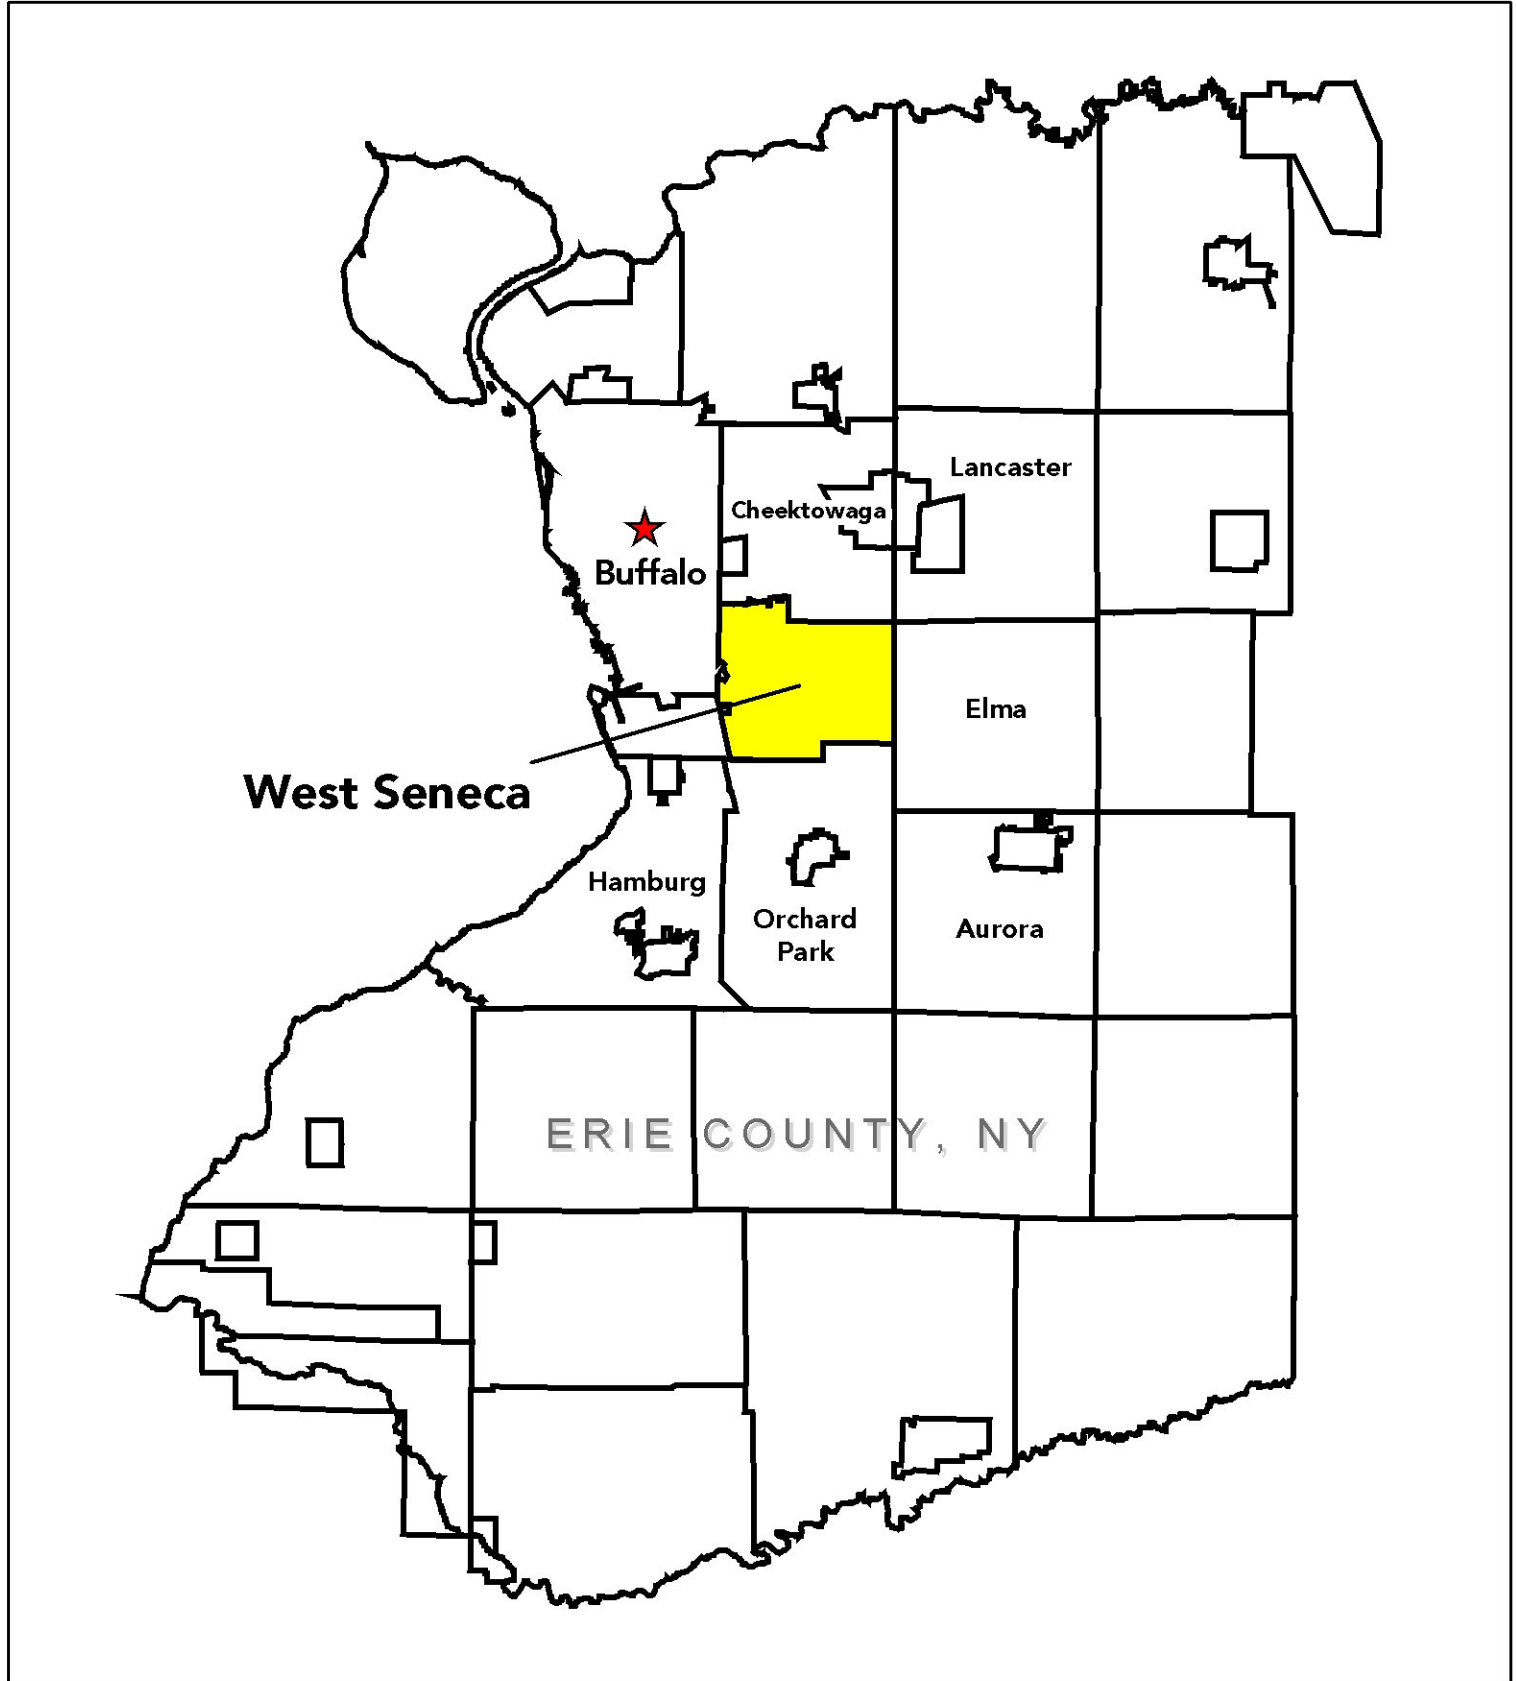 Lancaster
Cheektowaga
Buffalo
Elma
West Seneca
Hamburg
Orchard
Park
Aurora
ERIE COUNTY, NY